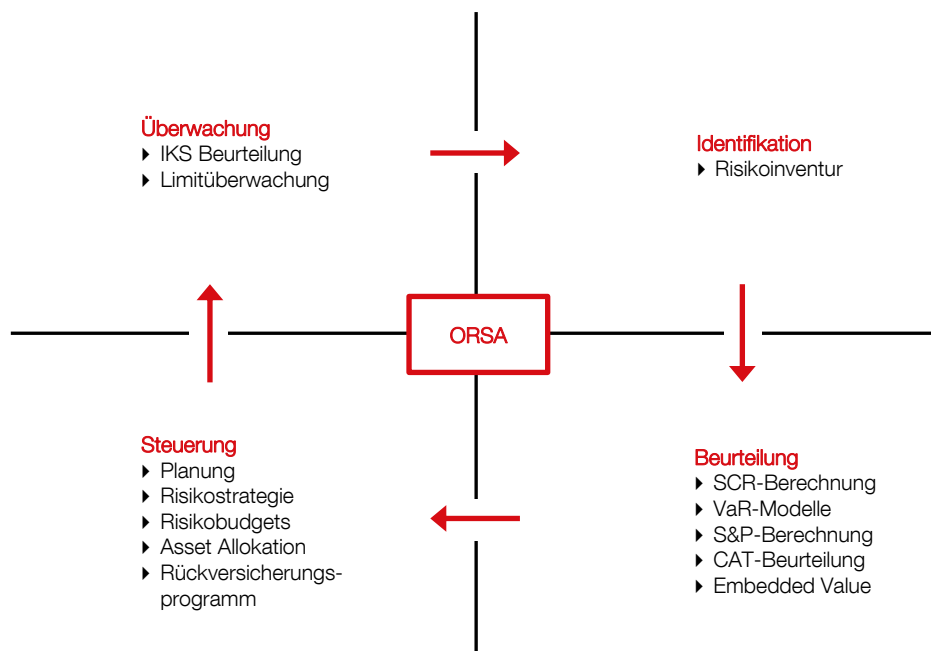 Überwachung
‣ IKS Beurteilung
‣ Limitüberwachung
Identifikation
‣ Risikoinventur
ORSA
Steuerung
‣ Planung
‣ Risikostrategie
‣ Risikobudgets
‣ Asset Allokation
‣ Rückversicherungs-
programm
Beurteilung
‣ SCR-Berechnung
‣ VaR-Modelle
‣ S&P-Berechnung
‣ CAT-Beurteilung
‣ Embedded Value